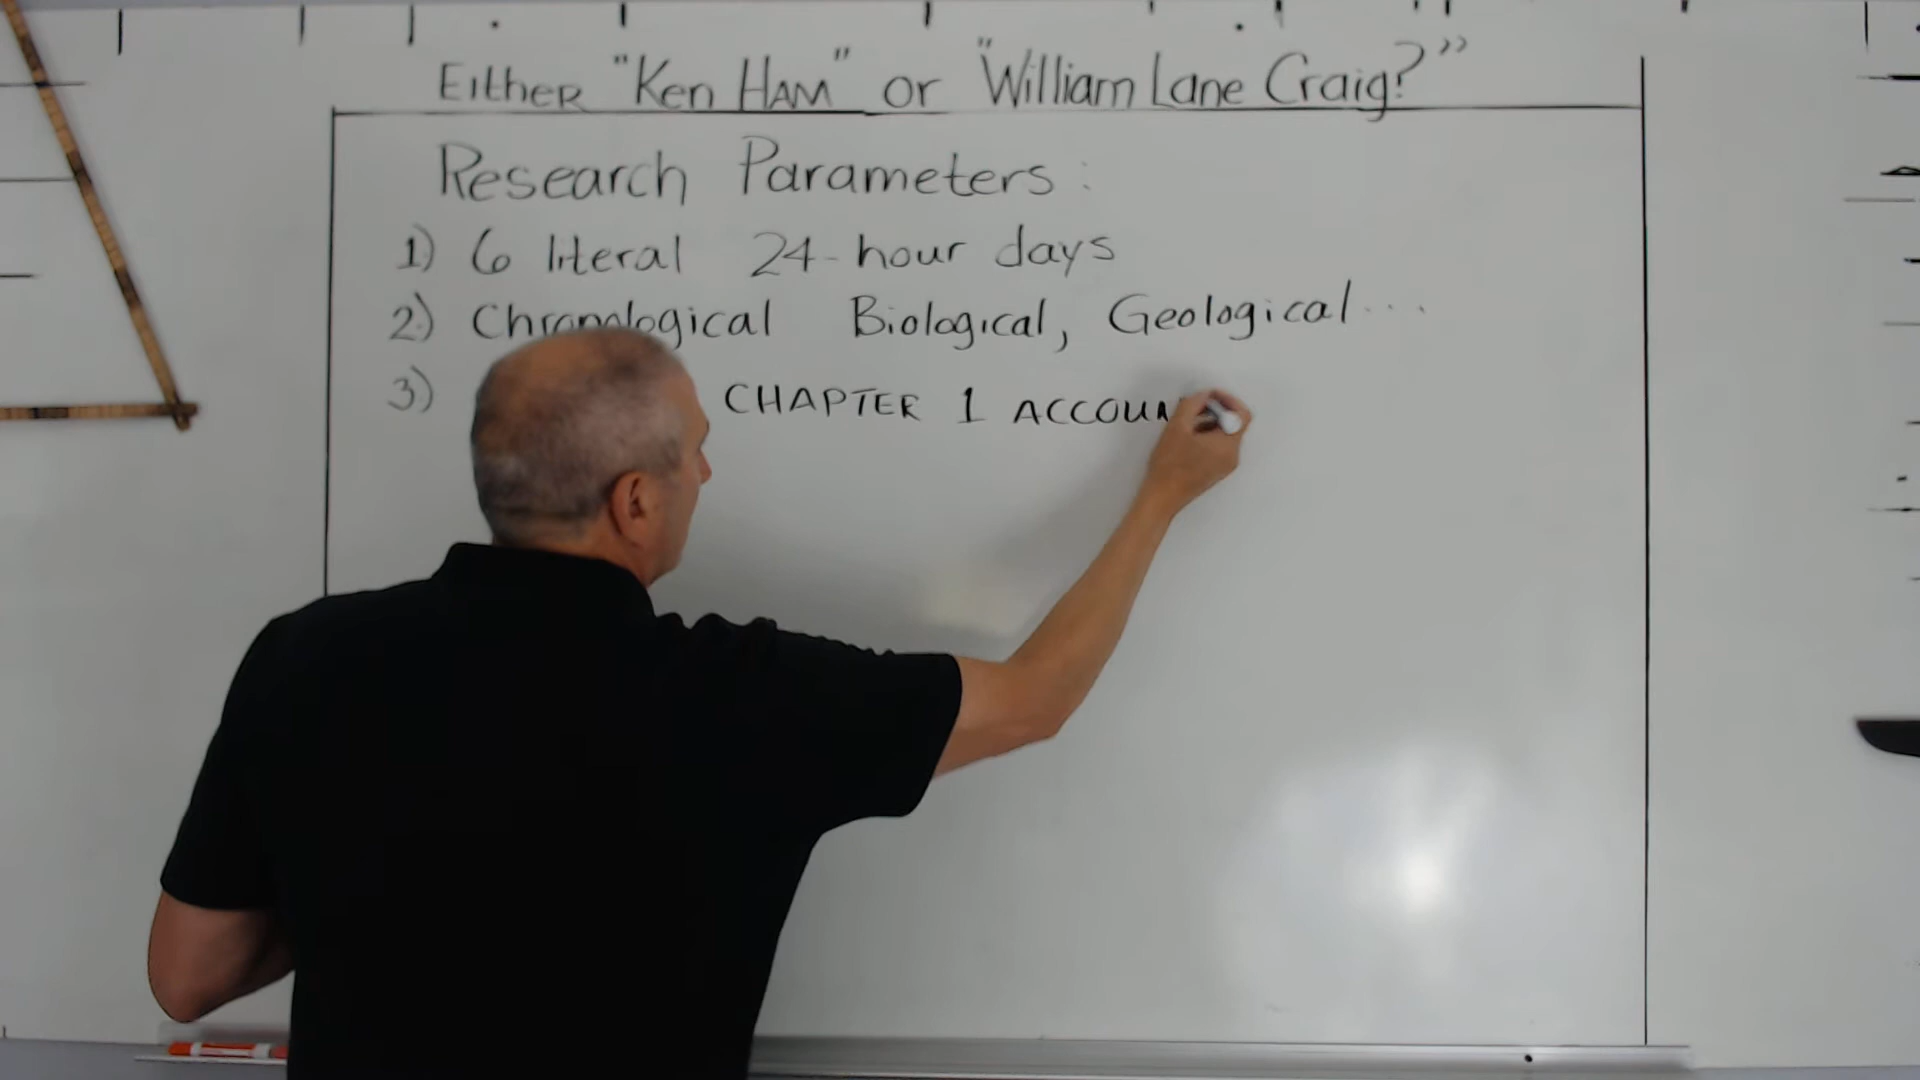 Either "Ken Ham" or "William Lane Craig?"
Research Parameters:
1) 6 literal 24-hour days
2) Chronological Biological, Geological...
3) CHAPTER 1 ACCOUN